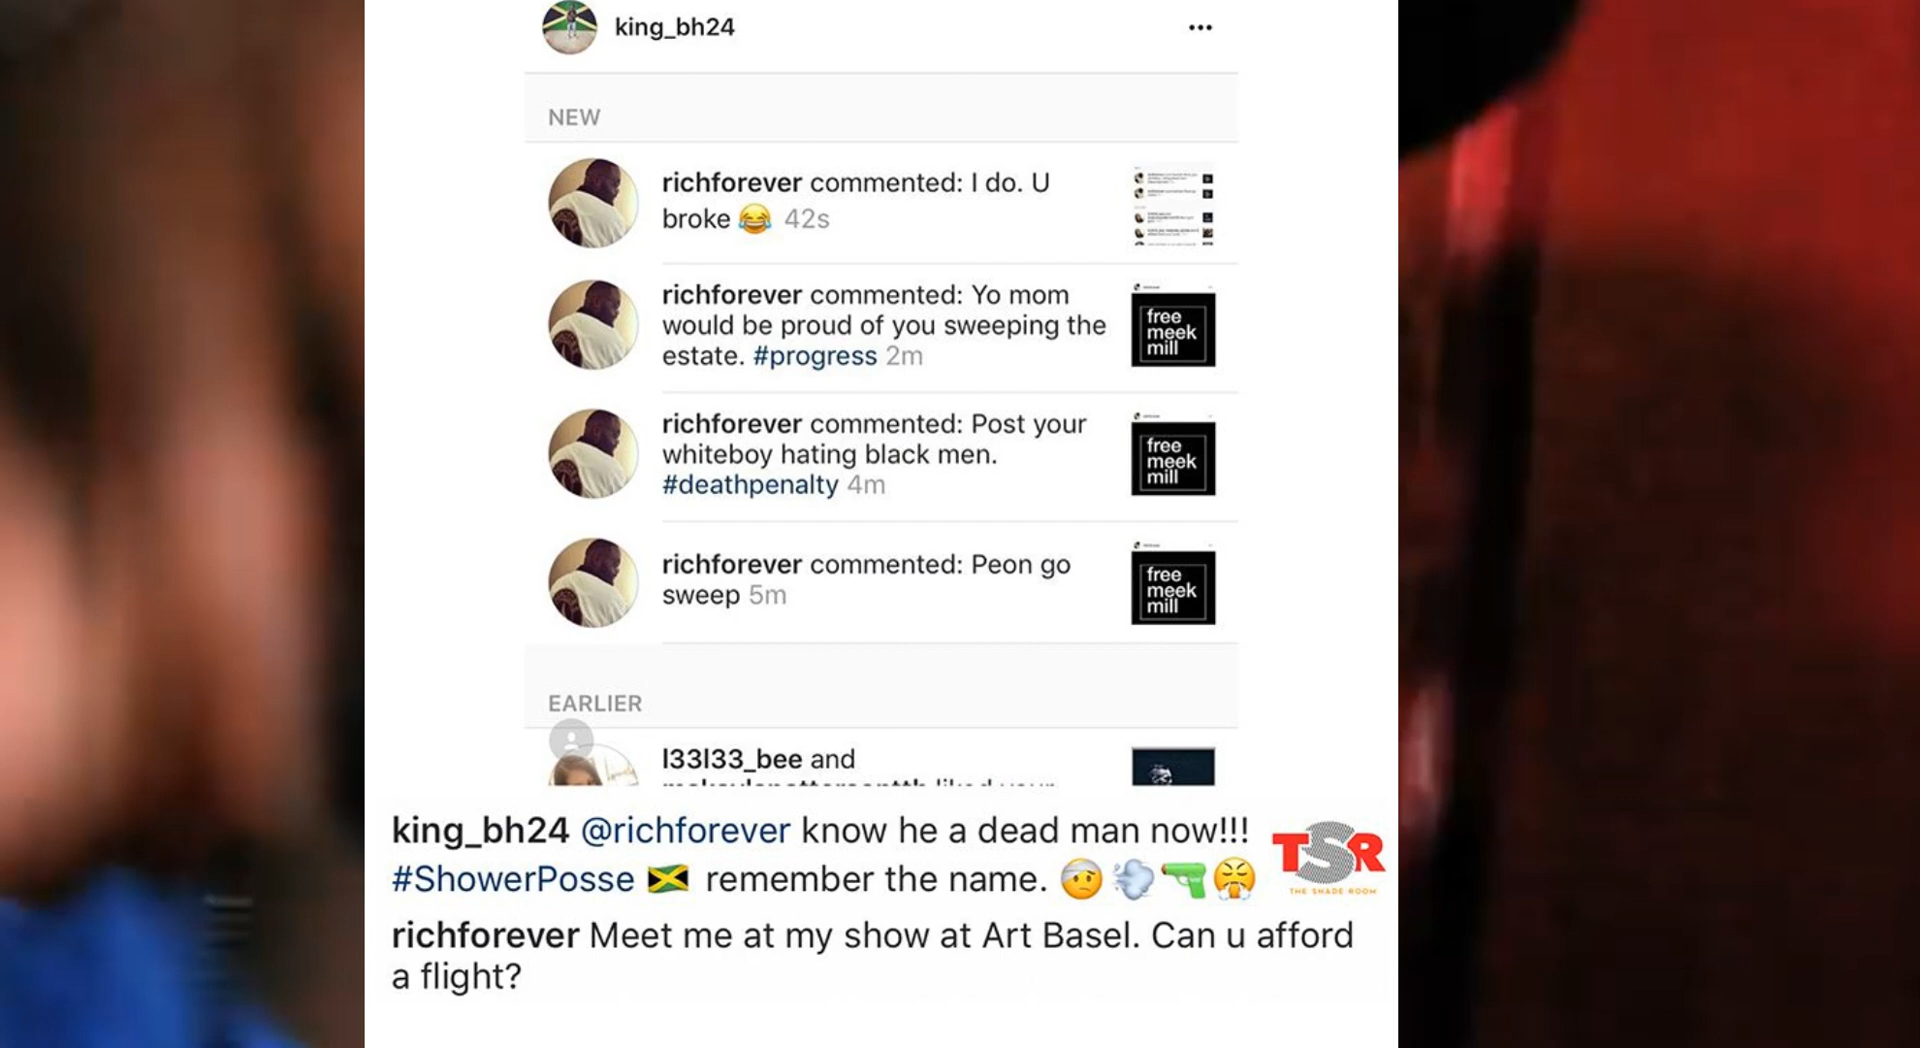 king_bh24
NEW
richforever commented: I do. U
broke 😂 42s
richforever commented: Yo mom
would be proud of you sweeping the
estate. #progress 2m
free
meek
mill
richforever commented: Post your
whiteboy hating black men.
#deathpenalty 4m
free
meek
mill
richforever commented: Peon go
sweep 5m
free
meek
mill
EARLIER
l33l33_bee and
king_bh24 @richforever know he a dead man now!!!
#ShowerPosse 🇯🇲 remember the name. 🤕💨🔫😤
TSR
THE SHADE ROOM
richforever Meet me at my show at Art Basel. Can u afford
a flight?